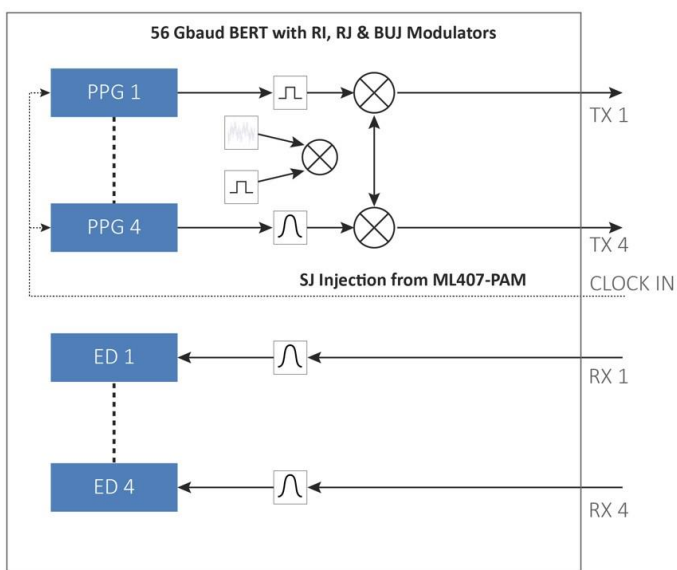 56 Gbaud BERT with RI, RJ & BUJ Modulators
PPG 1
TX 1
PPG 4
TX 4
SJ Injection from ML407-PAM
CLOCK IN
ED 1
RX 1
ED 4
RX 4